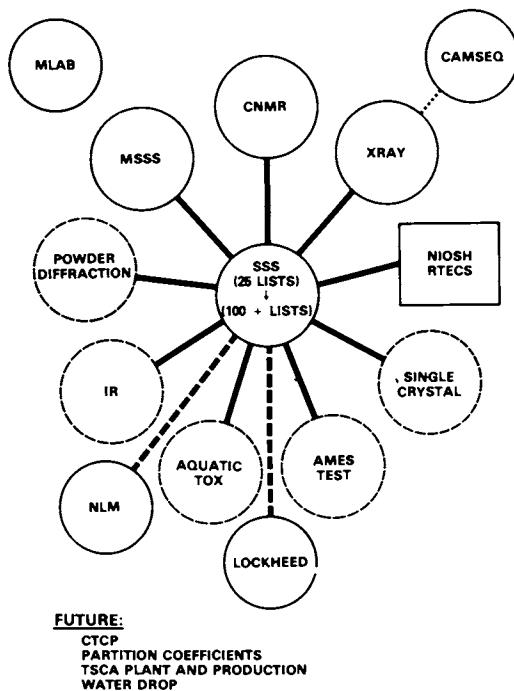 MLAB
CAMSEQ
CNMR
MSSS
XRAY
POWDER
DIFFRACTION
SSS
(25 LISTS)
↓
(100 + LISTS)
NIOSH
RTECS
IR
SINGLE
CRYSTAL
AQUATIC
TOX
AMES
TEST
NLM
LOCKHEED
FUTURE:
CTCP
PARTITION COEFFICIENTS
TSCA PLANT AND PRODUCTION
WATER DROP